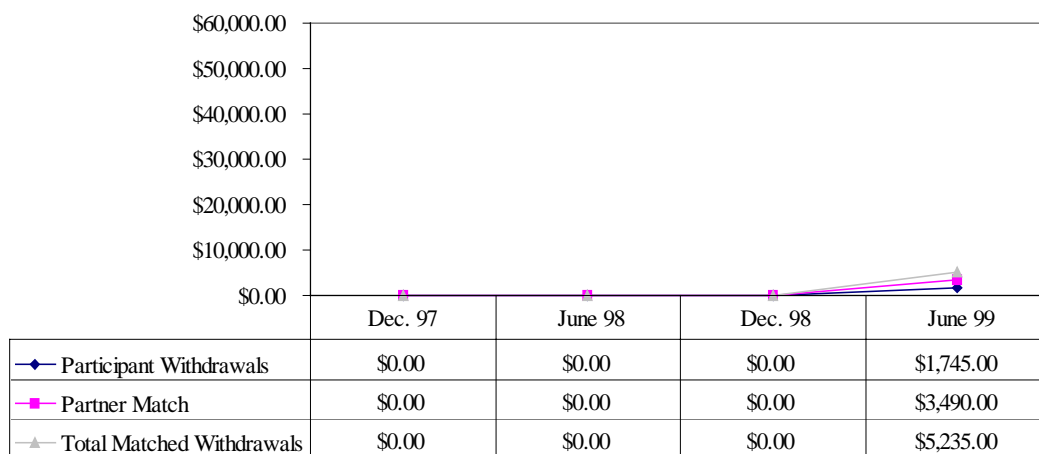 $60,000.00
$50,000.00
$40,000.00
$30,000.00
$20,000.00
$10,000.00
$0.00
Dec. 97 June 98 Dec. 98 June 99
Participant Withdrawals $0.00 $0.00 $0.00 $1,745.00
Partner Match $0.00 $0.00 $0.00 $3,490.00
Total Matched Withdrawals $0.00 $0.00 $0.00 $5,235.00